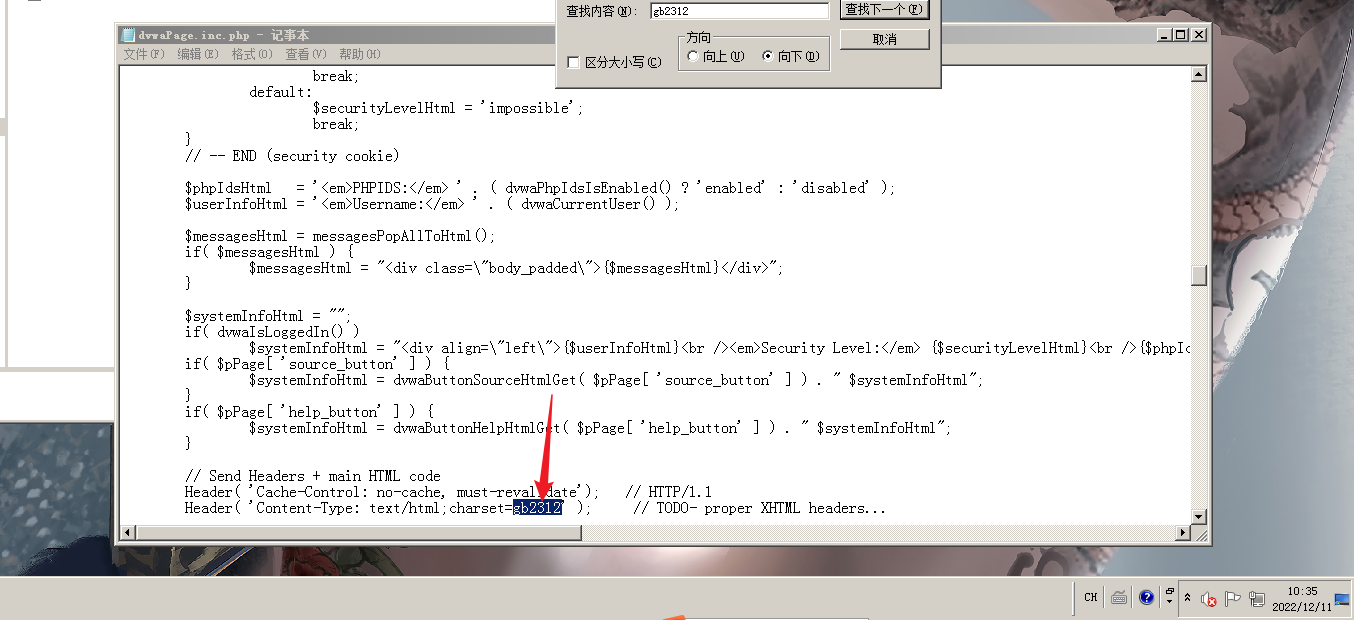 查找内容(N): gb2312 查找下一个(F)
方向
取消
区分大小写(C) 向上(U) 向下(D)
dvwaPage.inc.php - 记事本
文件(F) 编辑(E) 格式(O) 查看(V) 帮助(H)
break;
default:
$securityLevelHtml = 'impossible';
break;
}
// -- END (security cookie)
$phpIdsHtml = '<em>PHPIDS:</em> ' . ( dvwaPhpIdsIsEnabled() ? 'enabled' : 'disabled' );
$userInfoHtml = '<em>Username:</em> ' . ( dvwaCurrentUser() );
$messagesHtml = messagesPopAllToHtml();
if( $messagesHtml ) {
$messagesHtml = "<div class=\"body_padded\">{$messagesHtml}</div>";
}
$systemInfoHtml = "";
if( dvwaIsLoggedIn() )
$systemInfoHtml = "<div align=\"left\">{$userInfoHtml}<br /><em>Security Level:</em> {$securityLevelHtml}<br />{$phpId
if( $pPage[ 'source_button' ] ) {
$systemInfoHtml = dvwaButtonSourceHtmlGet( $pPage[ 'source_button' ] ) . " $systemInfoHtml";
}
if( $pPage[ 'help_button' ] ) {
$systemInfoHtml = dvwaButtonHelpHtmlGet( $pPage[ 'help_button' ] ) . " $systemInfoHtml";
}
// Send Headers + main HTML code
Header( 'Cache-Control: no-cache, must-revalidate'); // HTTP/1.1
Header( 'Content-Type: text/html;charset=gb2312' ); // TODO- proper XHTML headers...
CH
10:35
2022/12/11